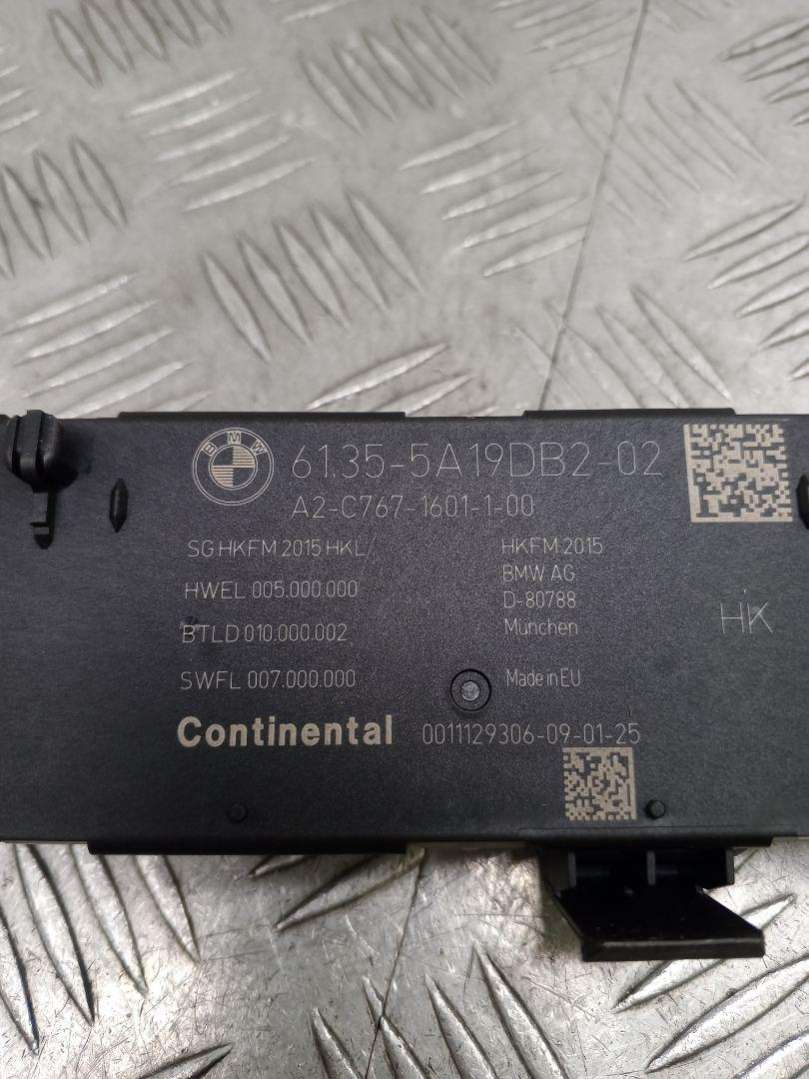 BMW
61.35-5A19DB2-02
A2-C767-1601-1-00
SG HKFM 2015 HKL
HWEL 005.000.000
BTLD 010.000.002
SWFL 007.000.000
HKFM 2015
BMW AG
D-80788
München
Made in EU
HK
Continental 0011129306-09-01-25